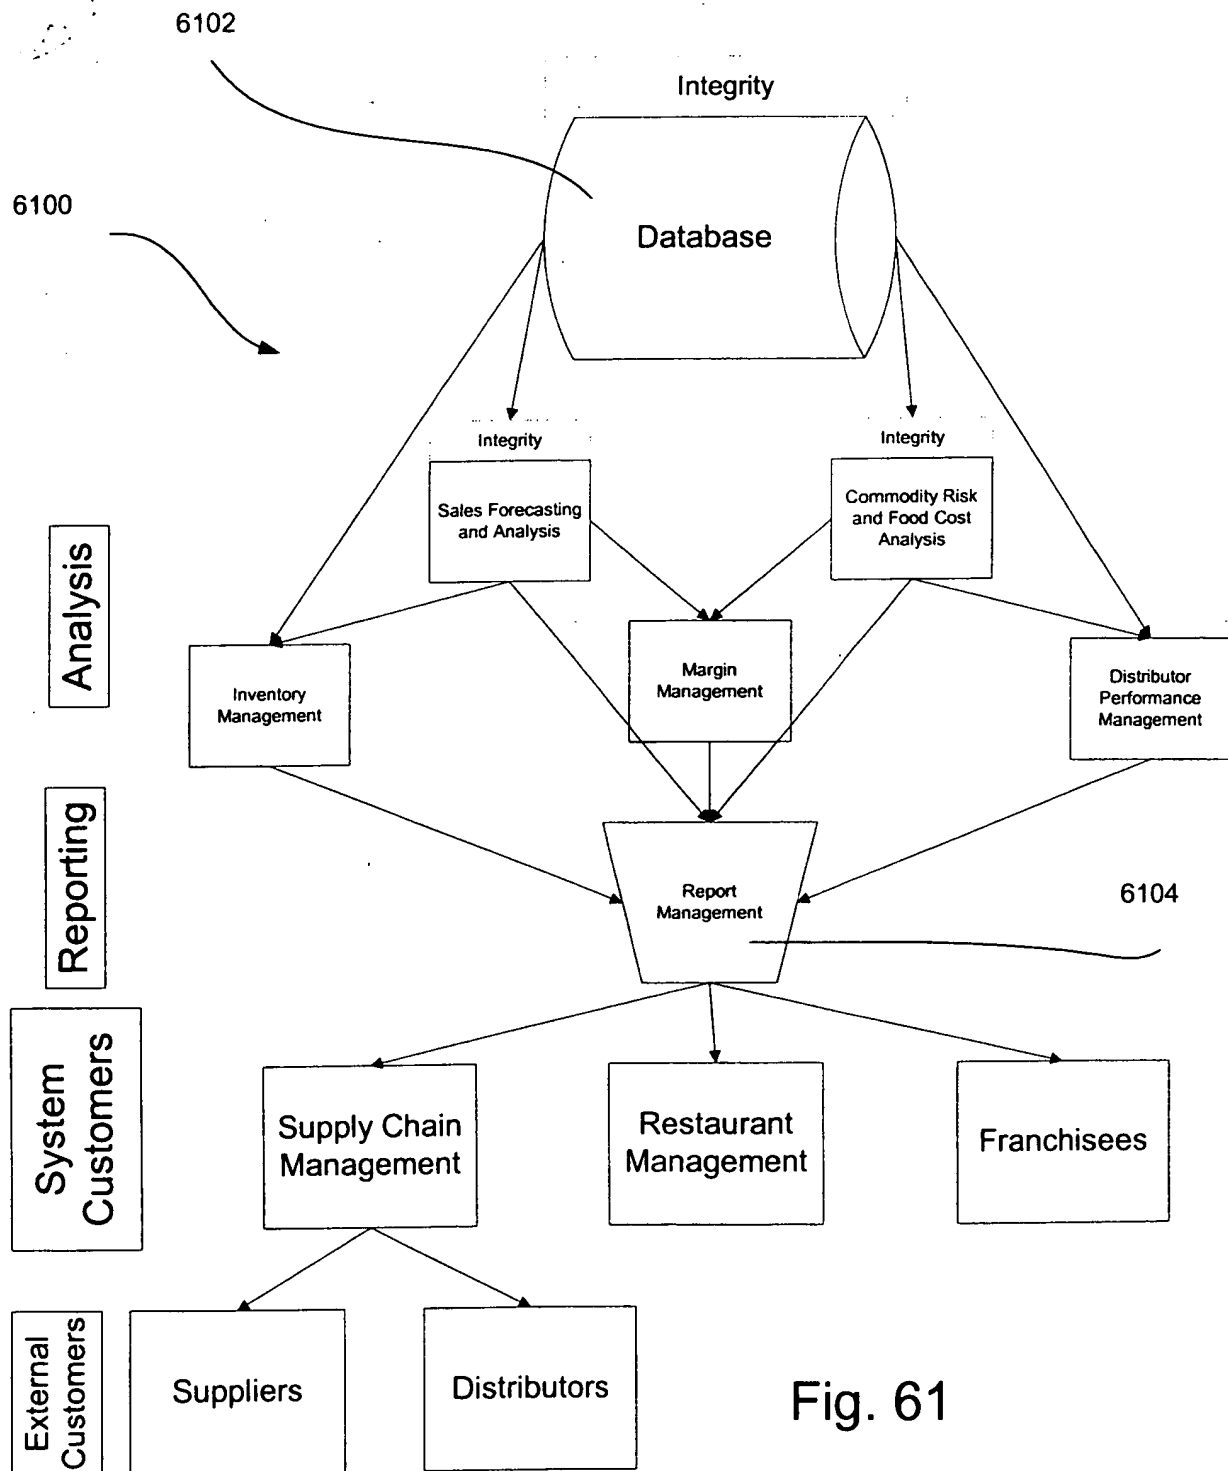 6102
Integrity
6100
Database
Integrity
Integrity
Sales Forecasting
and Analysis
Commodity Risk
and Food Cost
Analysis
Analysis
Inventory
Management
Margin
Management
Distributor
Performance
Management
Reporting
Report
Management
6104
System
Customers
Supply Chain
Management
Restaurant
Management
Franchisees
External
Customers
Suppliers
Distributors
Fig. 61